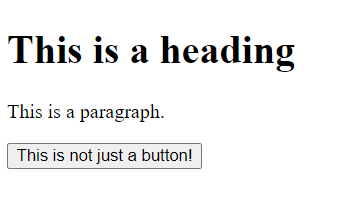 This is a heading
This is a paragraph.
This is not just a button!